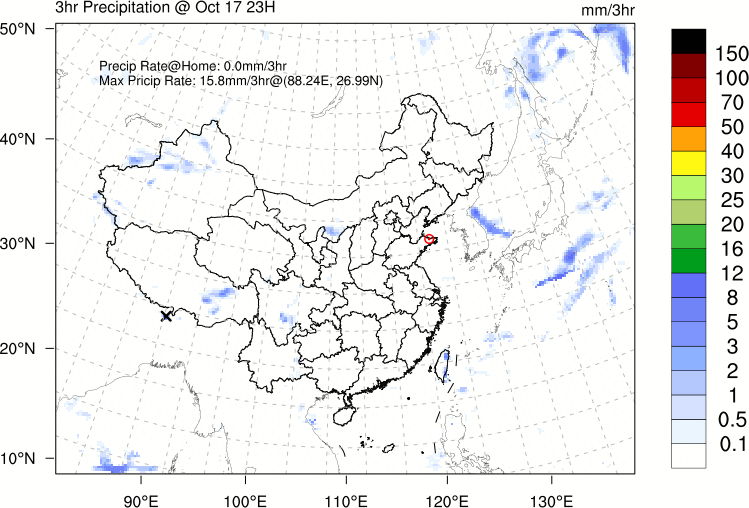 3hr Precipitation @ Oct 17 23H
mm/3hr
Precip Rate@Home: 0.0mm/3hr
Max Pricip Rate: 15.8mm/3hr@(88.24E, 26.99N)
50°N
40°N
30°N
20°N
10°N
90°E
100°E
110°E
120°E
130°E
150
100
70
50
40
30
25
20
16
12
8
5
3
2
1
0.5
0.1